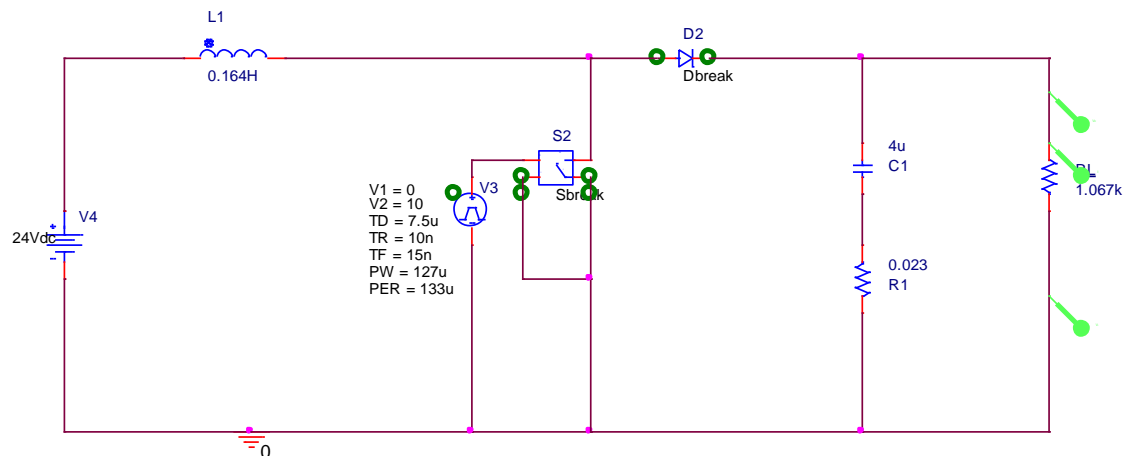 L1
0.164H
D2
Dbreak
S2
V3
V1 = 0
V2 = 10
TD = 7.5u
TR = 10n
TF = 15n
PW = 127u
PER = 133u
V4
24Vdc
4u
C1
1.067k
0.023
R1
0